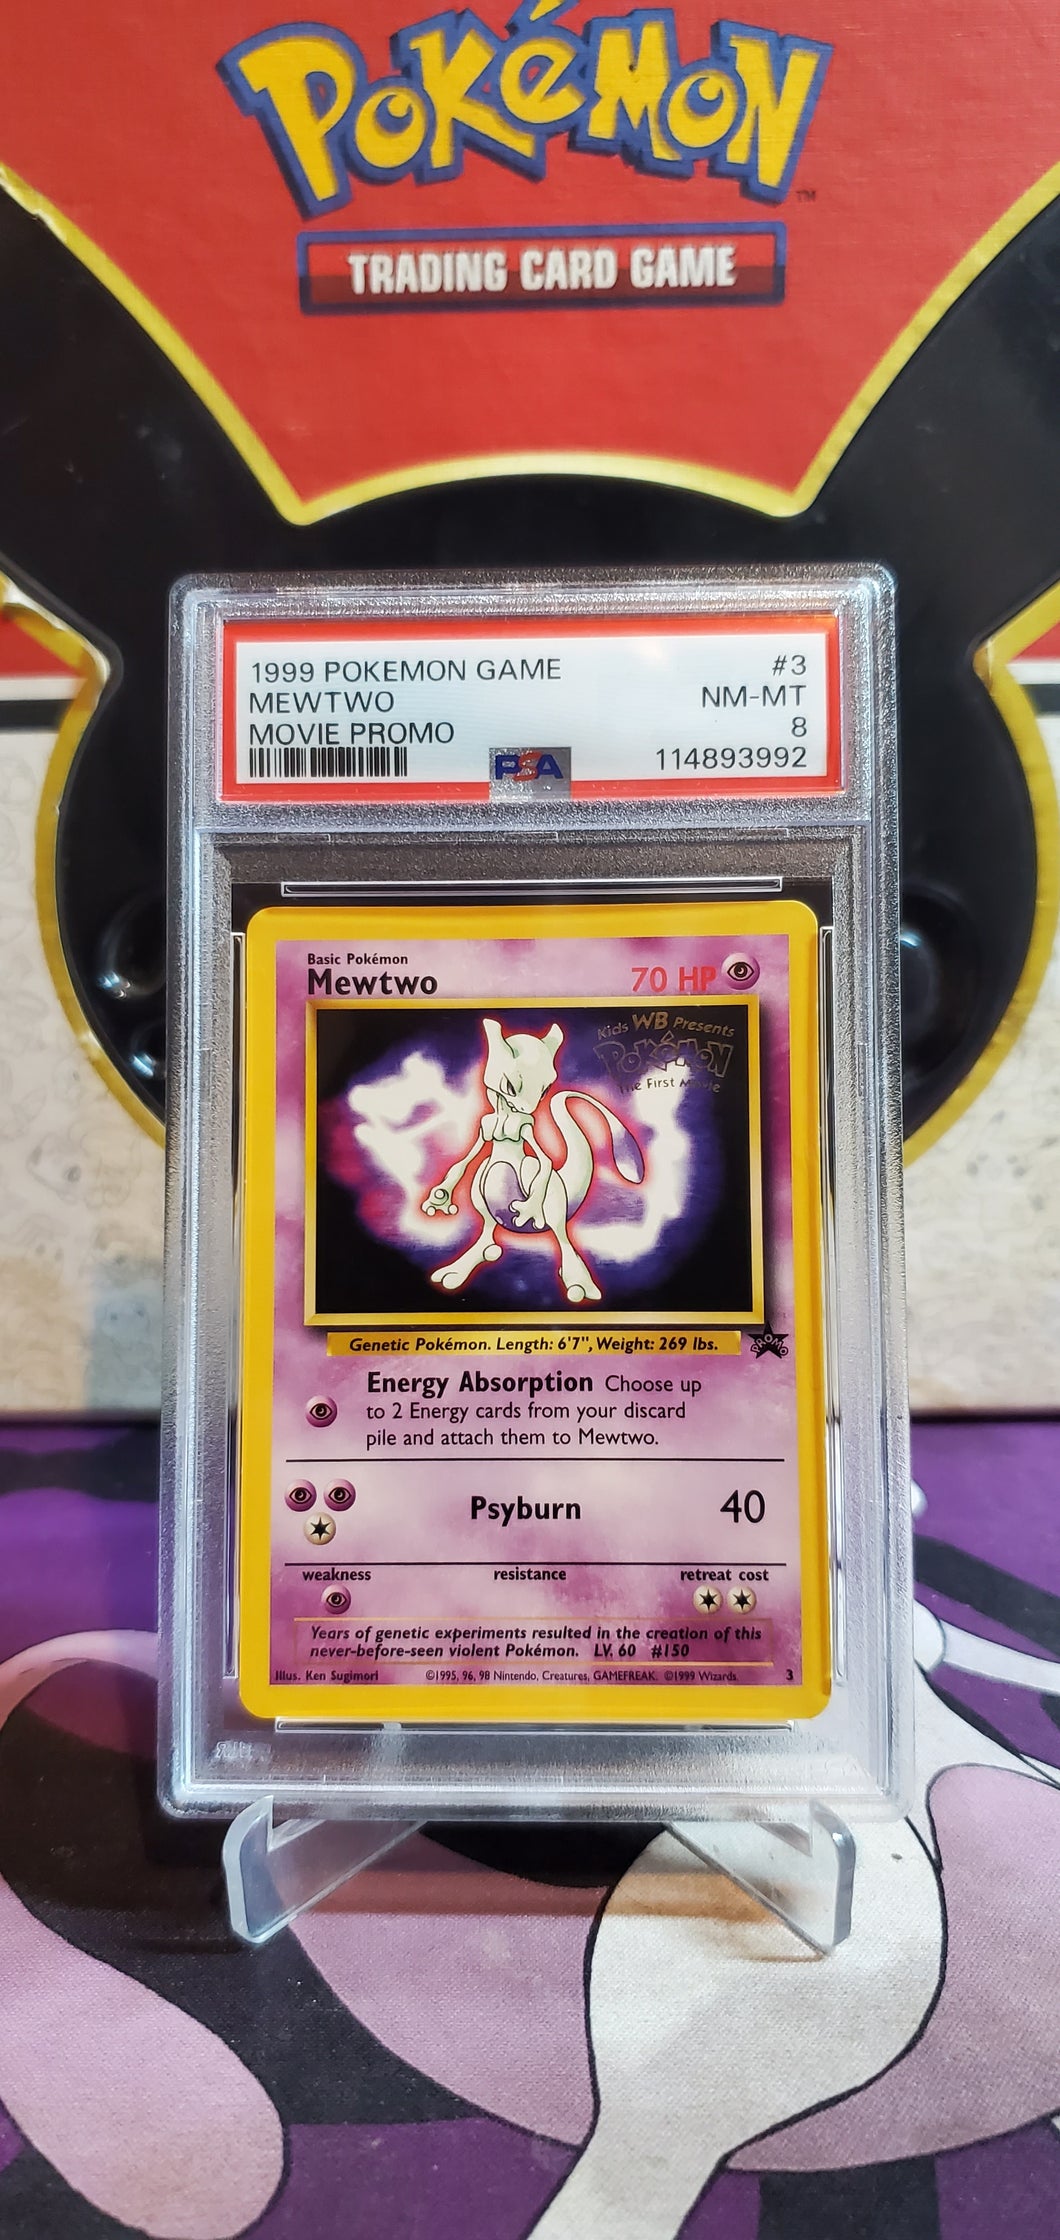 POKéMON
TM
TRADING CARD GAME
1999 POKEMON GAME #3
MEWTWO NM-MT
MOVIE PROMO 8
PSA 114893992
Basic Pokémon
Mewtwo 70 HP
Kids WB Presents
POKéMON
The First Movie
Genetic Pokémon. Length: 6'7", Weight: 269 lbs.
PROMO
Energy Absorption Choose up
to 2 Energy cards from your discard
pile and attach them to Mewtwo.
Psyburn 40
weakness resistance retreat cost
Years of genetic experiments resulted in the creation of this
never-before-seen violent Pokémon. LV. 60 #150
Illus. Ken Sugimori ©1995, 96, 98 Nintendo, Creatures, GAMEFREAK. ©1999 Wizards. 3